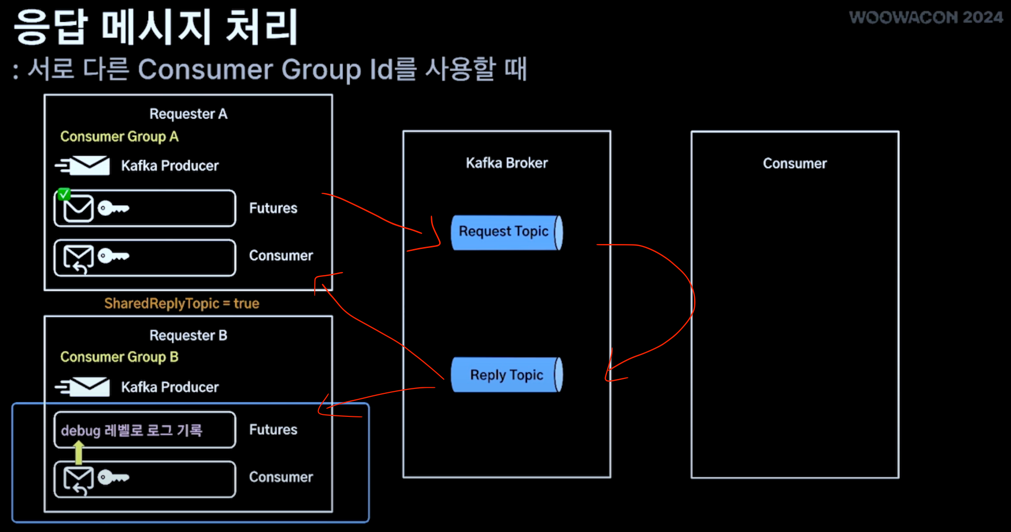 응답 메시지 처리
WOOWACON 2024
: 서로 다른 Consumer Group Id를 사용할 때
Requester A
Consumer Group A
Kafka Producer
Futures
Consumer
SharedReplyTopic = true
Requester B
Consumer Group B
Kafka Producer
debug 레벨로 로그 기록
Futures
Consumer
Kafka Broker
Request Topic
Reply Topic
Consumer